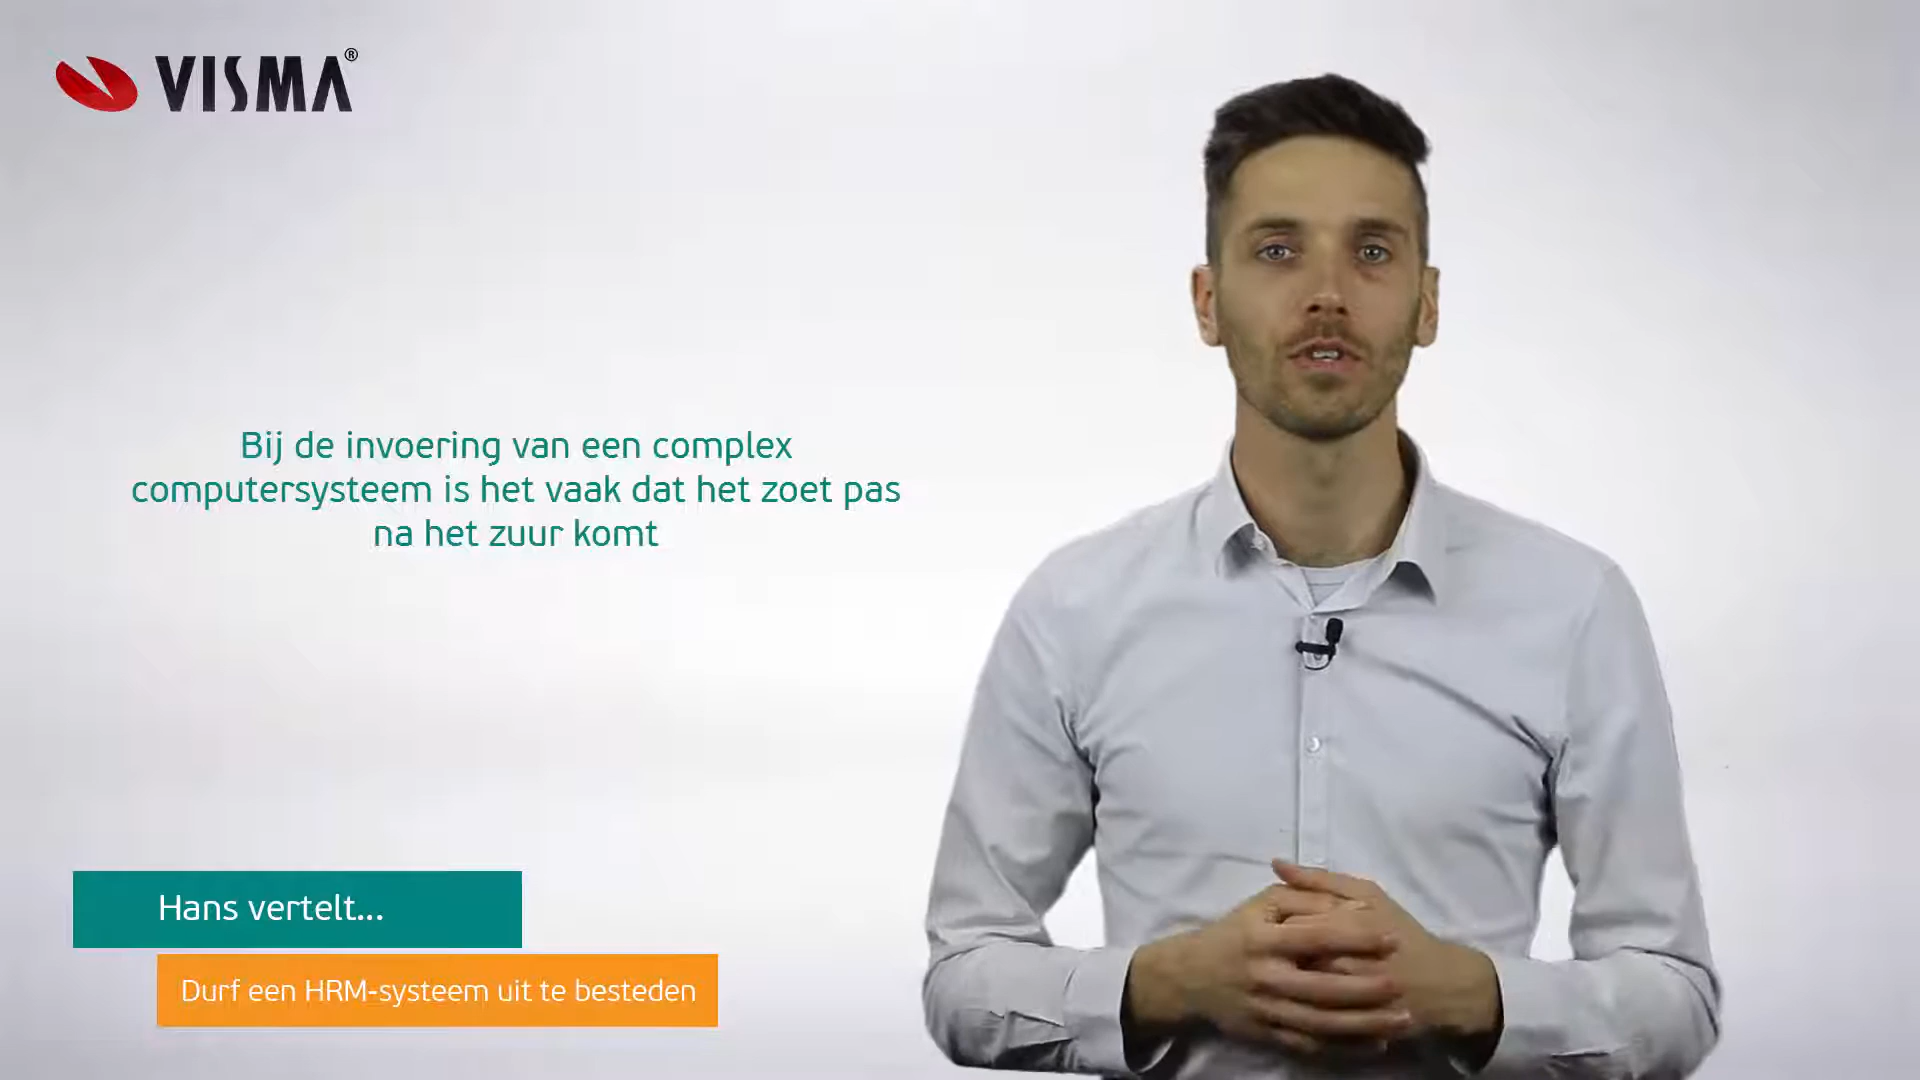 VISMA®
Bij de invoering van een complex
computersysteem is het vaak dat het zoet pas
na het zuur komt
Hans vertelt...
Durf een HRM-systeem uit te besteden